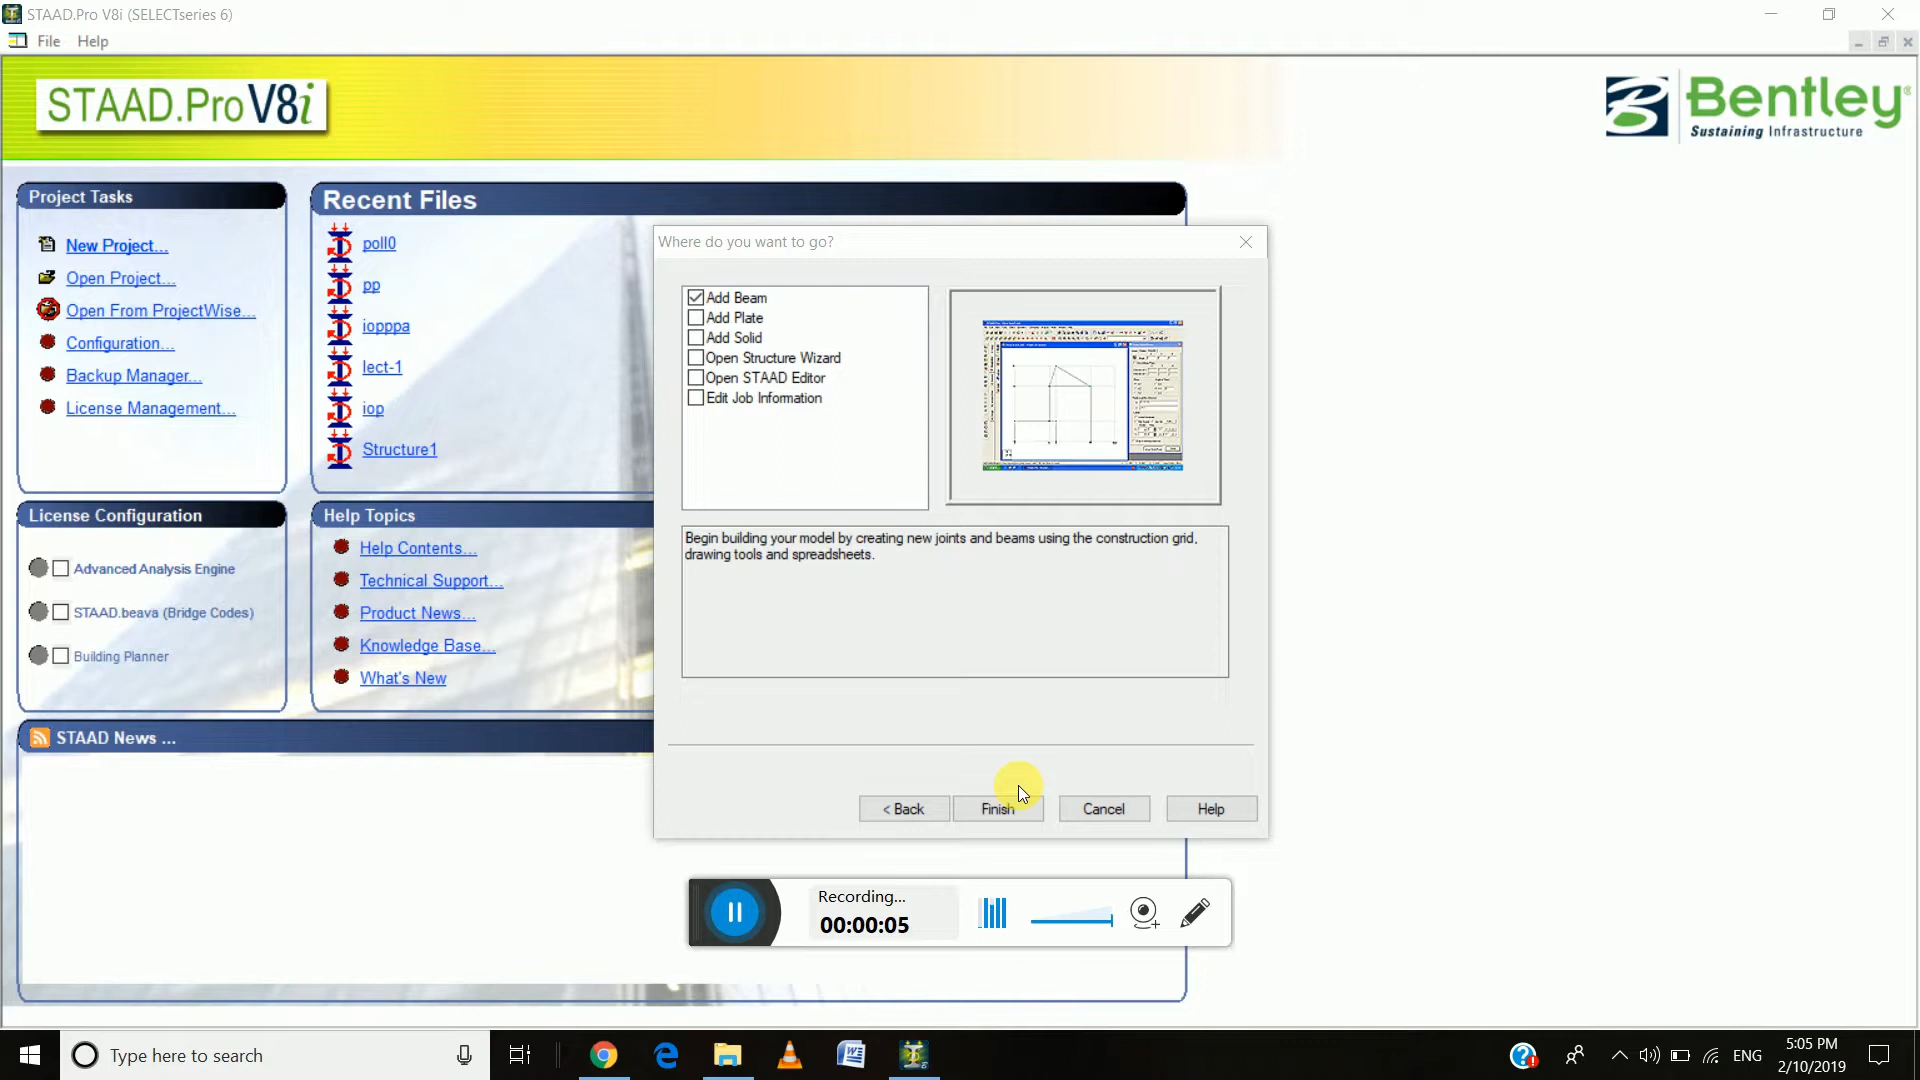 STAAD.Pro V8i (SELECTseries 6)
File Help
STAAD.Pro V8i
Bentley®
Sustaining Infrastructure
Project Tasks
New Project...
Open Project...
Open From ProjectWise...
Configuration...
Backup Manager...
License Management...
Recent Files
poll0
pp
iopppa
lect-1
iop
Structure1
Where do you want to go?
Add Beam
Add Plate
Add Solid
Open Structure Wizard
Open STAAD Editor
Edit Job Information
Begin building your model by creating new joints and beams using the construction grid,
drawing tools and spreadsheets.
< Back Finish Cancel Help
License Configuration
Advanced Analysis Engine
STAAD.beava (Bridge Codes)
Building Planner
Help Topics
Help Contents...
Technical Support...
Product News...
Knowledge Base...
What's New
STAAD News ...
Recording...
00:00:05
Type here to search
ENG
5:05 PM
2/10/2019